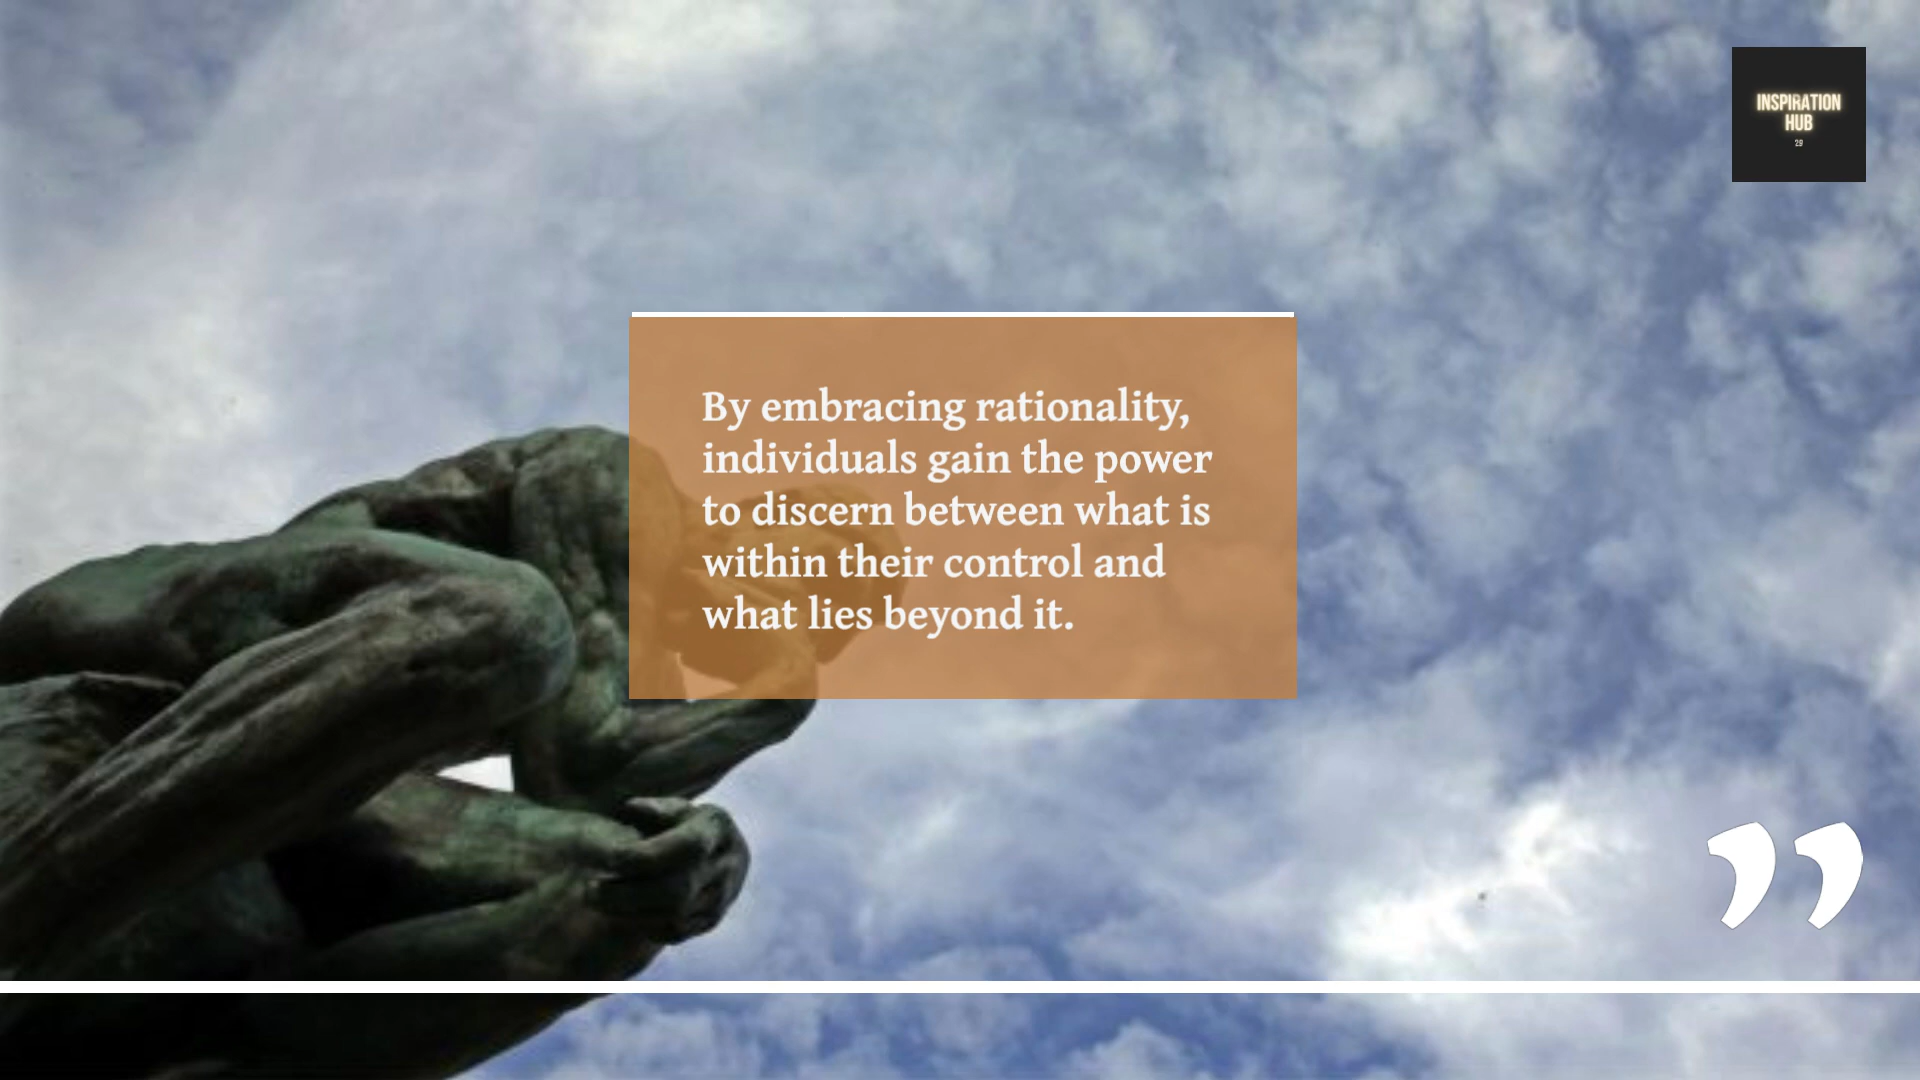 INSPIRATION
HUB
29
By embracing rationality,
individuals gain the power
to discern between what is
within their control and
what lies beyond it.
”